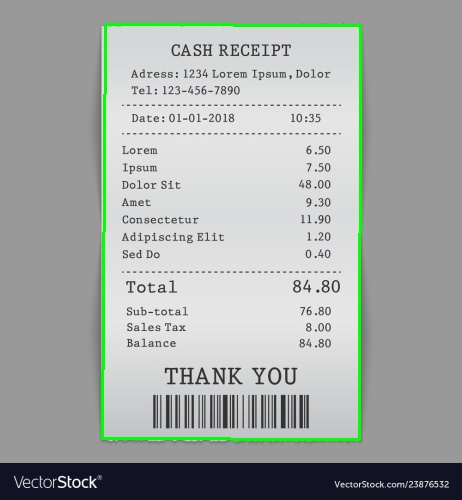 CASH RECEIPT
Adress: 1234 Lorem Ipsum, Dolor
Tel: 123-456-7890
Date: 01-01-2018 10:35
Lorem 6.50
Ipsum 7.50
Dolor Sit 48.00
Amet 9.30
Consectetur 11.90
Adipiscing Elit 1.20
Sed Do 0.40
Total 84.80
Sub-total 76.80
Sales Tax 8.00
Balance 84.80
THANK YOU
VectorStock® VectorStock.com/23876532